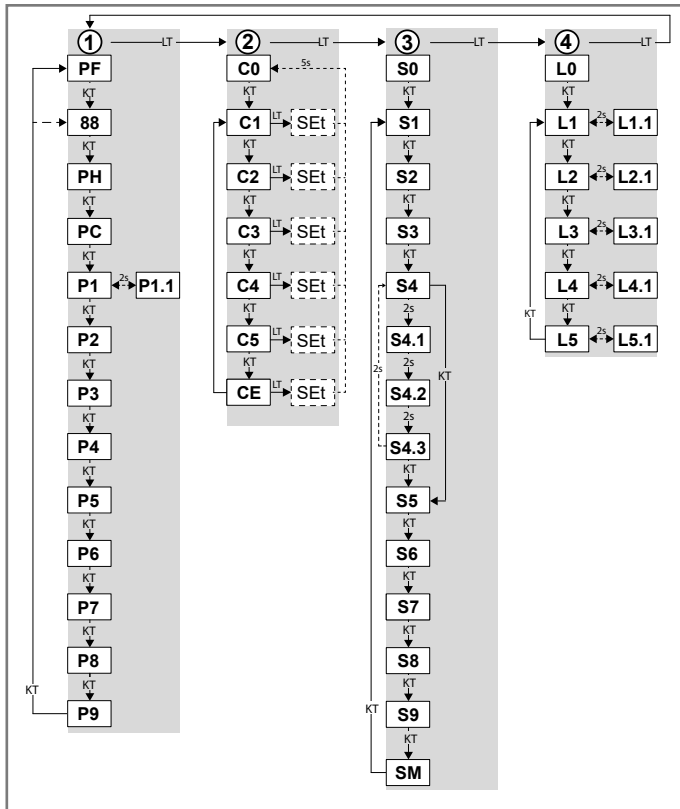 1 LT 2 LT 3 LT 4 LT
PF C0 5s S0 L0
KT KT KT KT
88 C1 LT SEt S1 L1 2s L1.1
KT KT KT KT
PH C2 LT SEt S2 L2 2s L2.1
KT KT KT KT
PC C3 LT SEt S3 L3 2s L3.1
KT KT KT KT
P1 2s P1.1 C4 LT SEt S4 L4 2s L4.1
KT KT 2s KT KT
P2 C5 LT SEt S4.1 L5 2s L5.1
KT KT 2s 2s KT
P3 CE LT SEt S4.2
KT 2s
P4 S4.3
KT KT
P5 S5
KT KT
P6 S6
KT KT
P7 S7
KT KT
P8 S8
KT KT KT
P9 S9
KT KT
SM